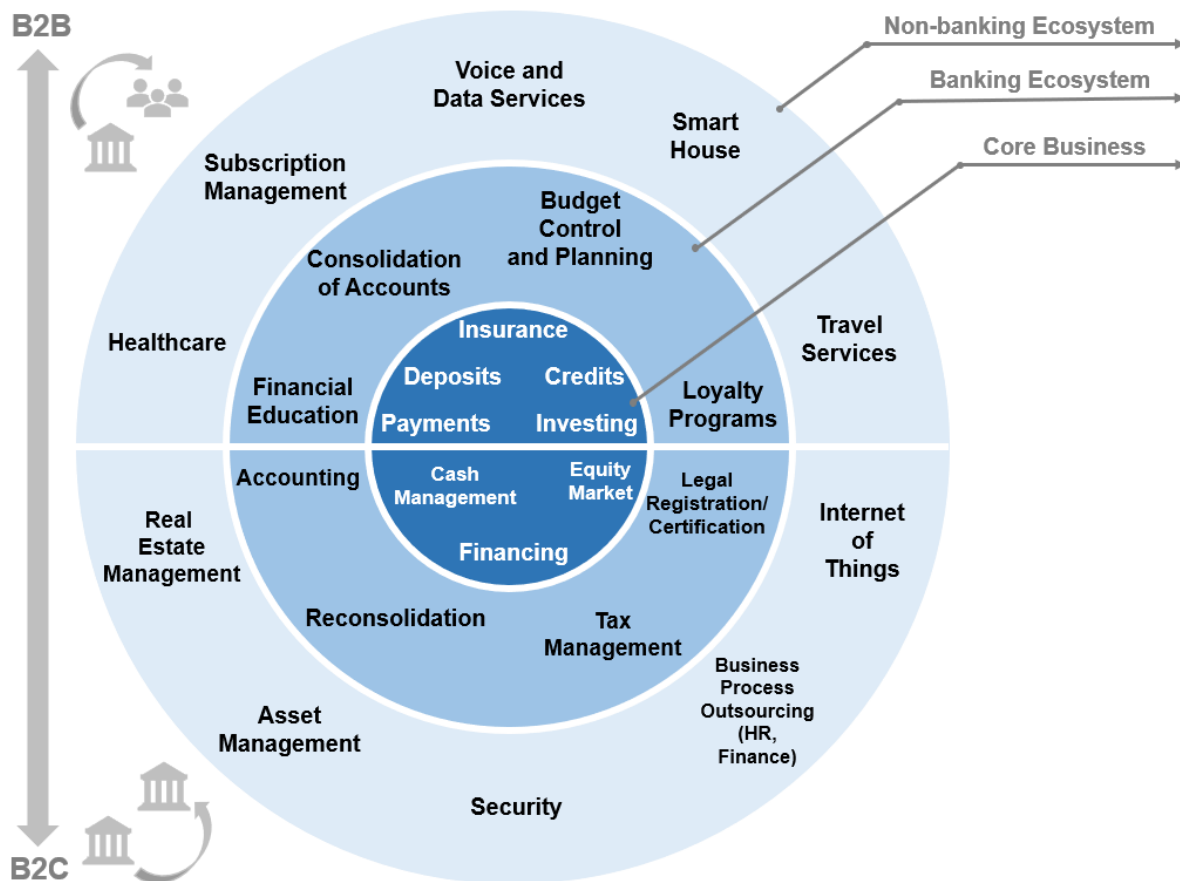 B2B
Non-banking Ecosystem
Banking Ecosystem
Core Business
Voice and
Data Services
Smart
House
Subscription
Management
Budget
Control
and Planning
Consolidation
of Accounts
Healthcare
Travel
Services
Insurance
Deposits
Credits
Payments
Investing
Financial
Education
Loyalty
Programs
Accounting
Cash
Management
Equity
Market
Financing
Legal
Registration/
Certification
Real
Estate
Management
Internet
of
Things
Reconsolidation
Tax
Management
Asset
Management
Business
Process
Outsourcing
(HR,
Finance)
Security
B2C